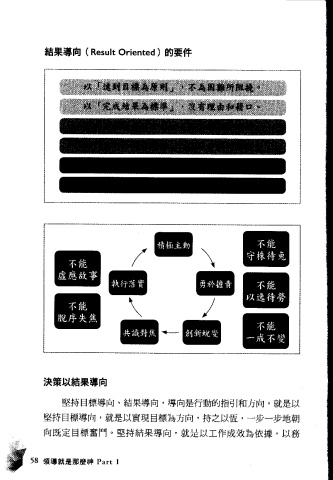 結果導向（Result Oriented）的要件
以「達到目標為原則」，不為困難所阻撓。
以「完成結果為標準」，沒有理由和藉口。
積極主動
不能
守株待兔
不能
虛應故事
執行落實
勇於擔責
不能
以逸待勞
不能
脫序失焦
共識對焦
創新蛻變
不能
一成不變
決策以結果導向
堅持目標導向、結果導向，導向是行動的指引和方向，就是以
堅持目標導向，就是以實現目標為方向，持之以恆，一步一步地朝
向既定目標奮鬥。堅持結果導向，就是以工作成效為依據，以務
58 領導就是那麼神 Part 1